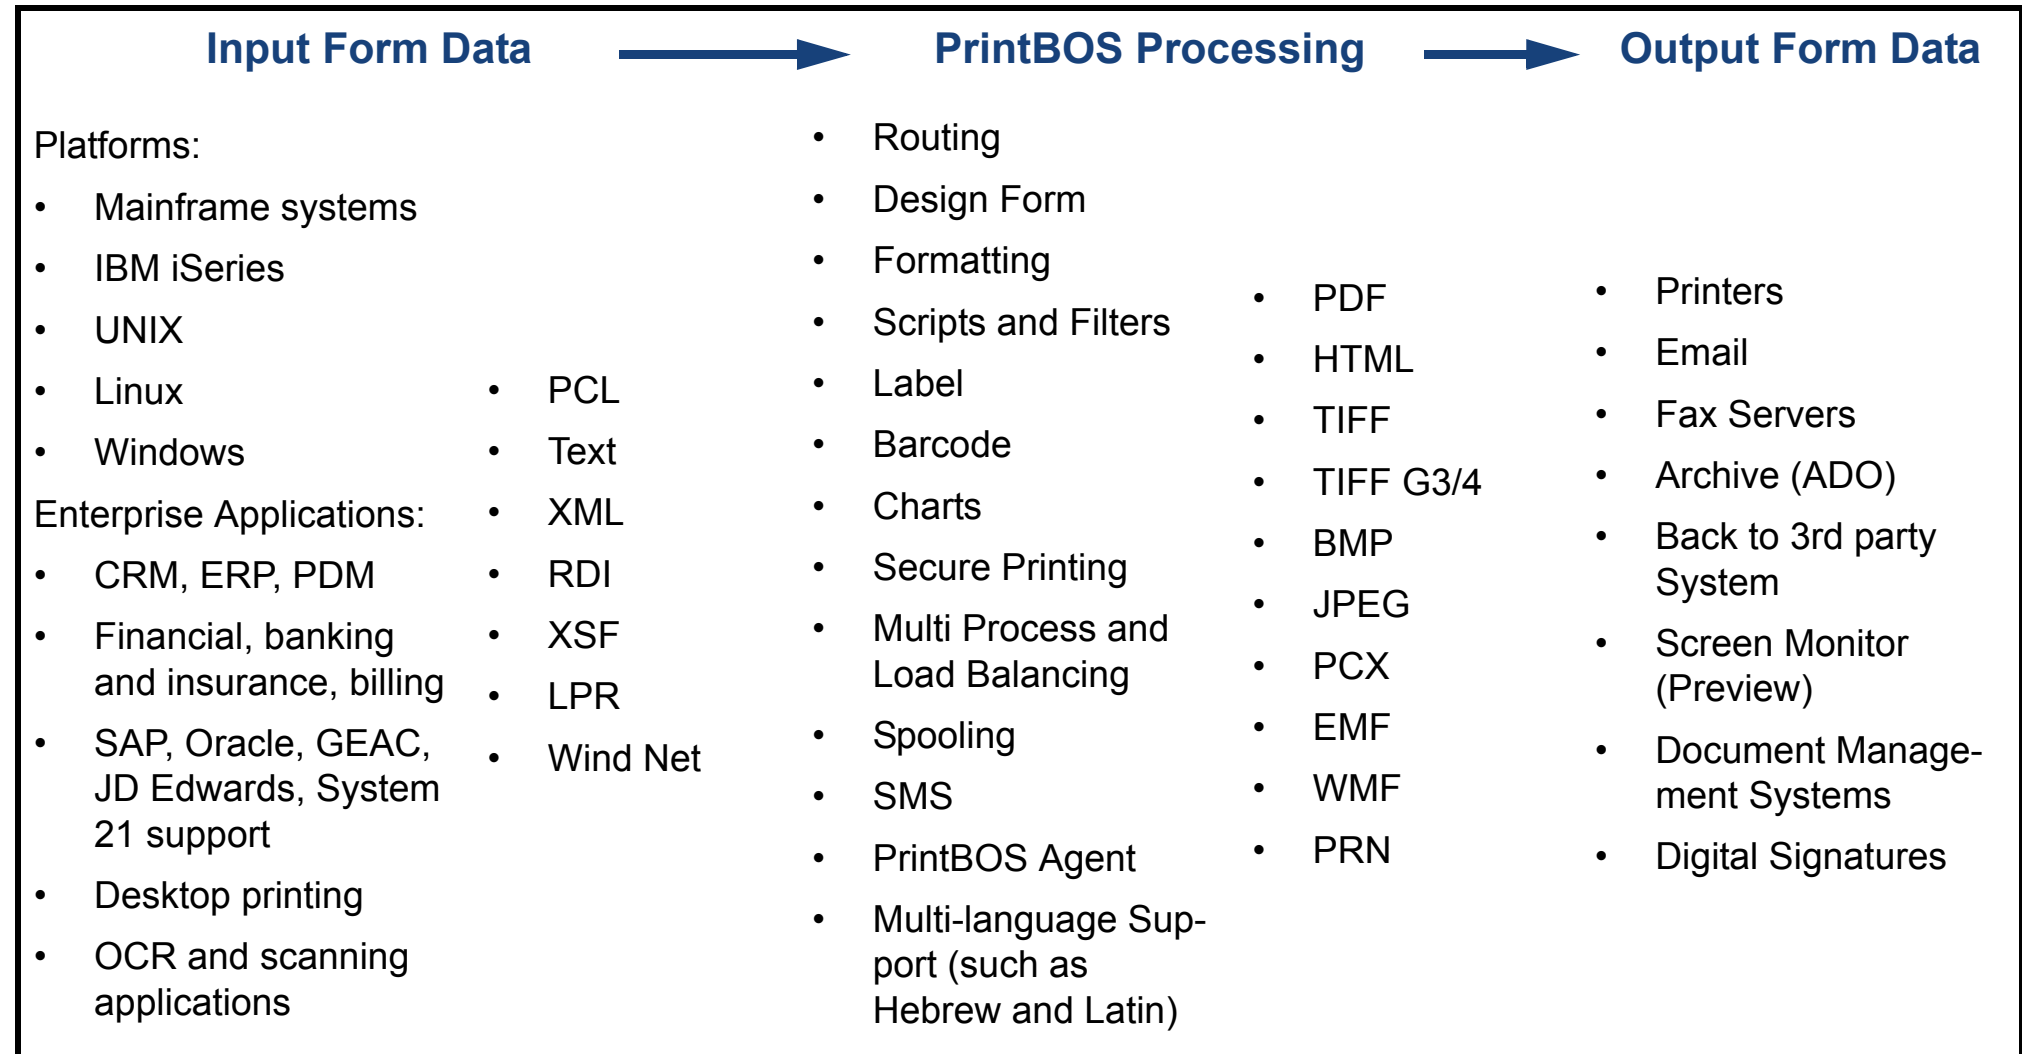 Input Form Data
PrintBOS Processing
Output Form Data
Platforms:
• Mainframe systems
• IBM iSeries
• UNIX
• Linux
• Windows
Enterprise Applications:
• CRM, ERP, PDM
• Financial, banking
and insurance, billing
• SAP, Oracle, GEAC,
JD Edwards, System
21 support
• Desktop printing
• OCR and scanning
applications
• PCL
• Text
• XML
• RDI
• XSF
• LPR
• Wind Net
• Routing
• Design Form
• Formatting
• Scripts and Filters
• Label
• Barcode
• Charts
• Secure Printing
• Multi Process and
Load Balancing
• Spooling
• SMS
• PrintBOS Agent
• Multi-language Sup-
port (such as
Hebrew and Latin)
• PDF
• HTML
• TIFF
• TIFF G3/4
• BMP
• JPEG
• PCX
• EMF
• WMF
• PRN
• Printers
• Email
• Fax Servers
• Archive (ADO)
• Back to 3rd party
System
• Screen Monitor
(Preview)
• Document Manage-
ment Systems
• Digital Signatures